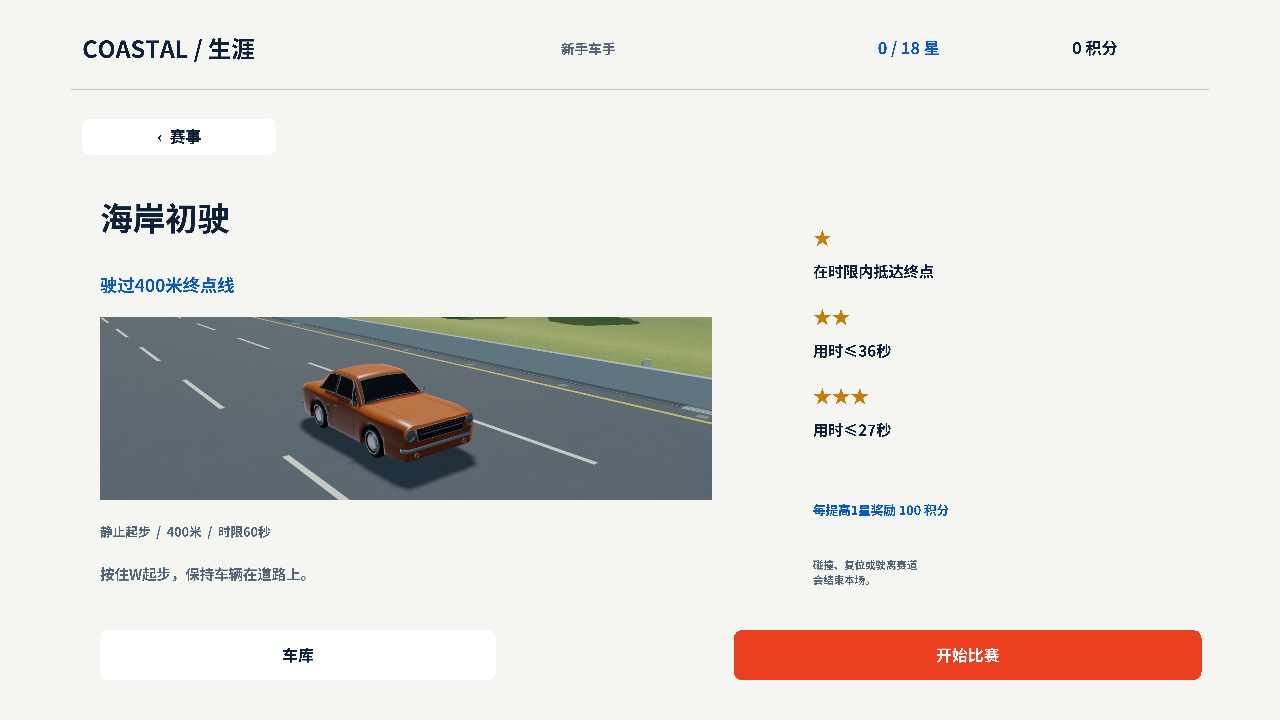 COASTAL / 生涯
新手车手
0 / 18 星
0 积分
‹ 赛事
海岸初驶
驶过400米终点线
★
在时限内抵达终点
★★
用时≤36秒
★★★
用时≤27秒
静止起步 / 400米 / 时限60秒
按住W起步，保持车辆在道路上。
每提高1星奖励 100 积分
碰撞、复位或驶离赛道
会结束本场。
车库
开始比赛